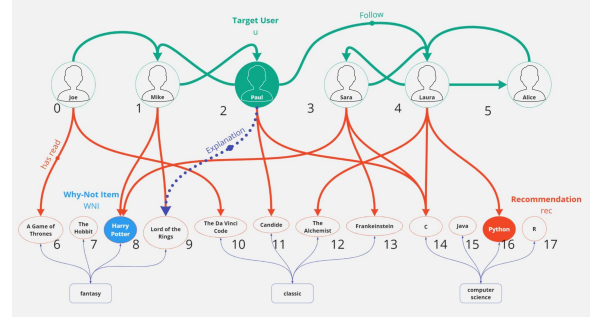 Target User
u
Follow
Joe
Mike
Paul
Sara
Laura
Alice
0
1
2
3
4
5
has read
Explanation
Why-Not Item
WNI
Recommendation
rec
A Game of
Thrones
The
Hobbit
Harry
Potter
Lord of the
Rings
The Da Vinci
Code
Candide
The
Alchemist
Frankeinstein
C
Java
Python
R
6
7
8
9
10
11
12
13
14
15
16
17
fantasy
classic
computer
science